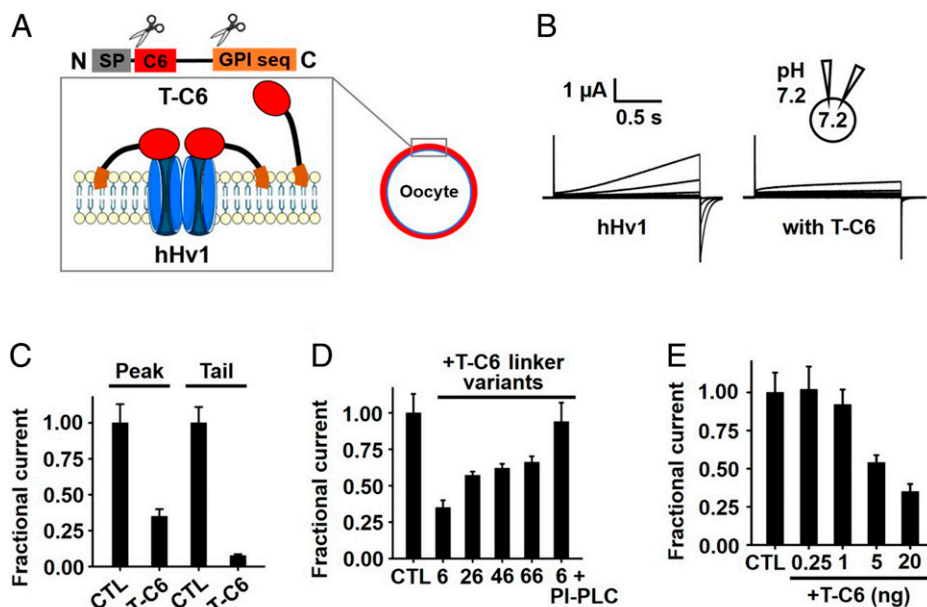 A
N SP C6 GPI seq C
T-C6
Oocyte
hHv1
B
1 µA
0.5 s
pH
7.2
7.2
hHv1
with T-C6
C
Peak Tail
Fractional current
1.00
0.75
0.50
0.25
0.00
CTL T-C6 CTL T-C6
D
+T-C6 linker
variants
Fractional current
1.00
0.75
0.50
0.25
0.00
CTL 6 26 46 66 6 +
PI-PLC
E
Fractional current
1.00
0.75
0.50
0.25
0.00
CTL 0.25 1 5 20
+T-C6 (ng)